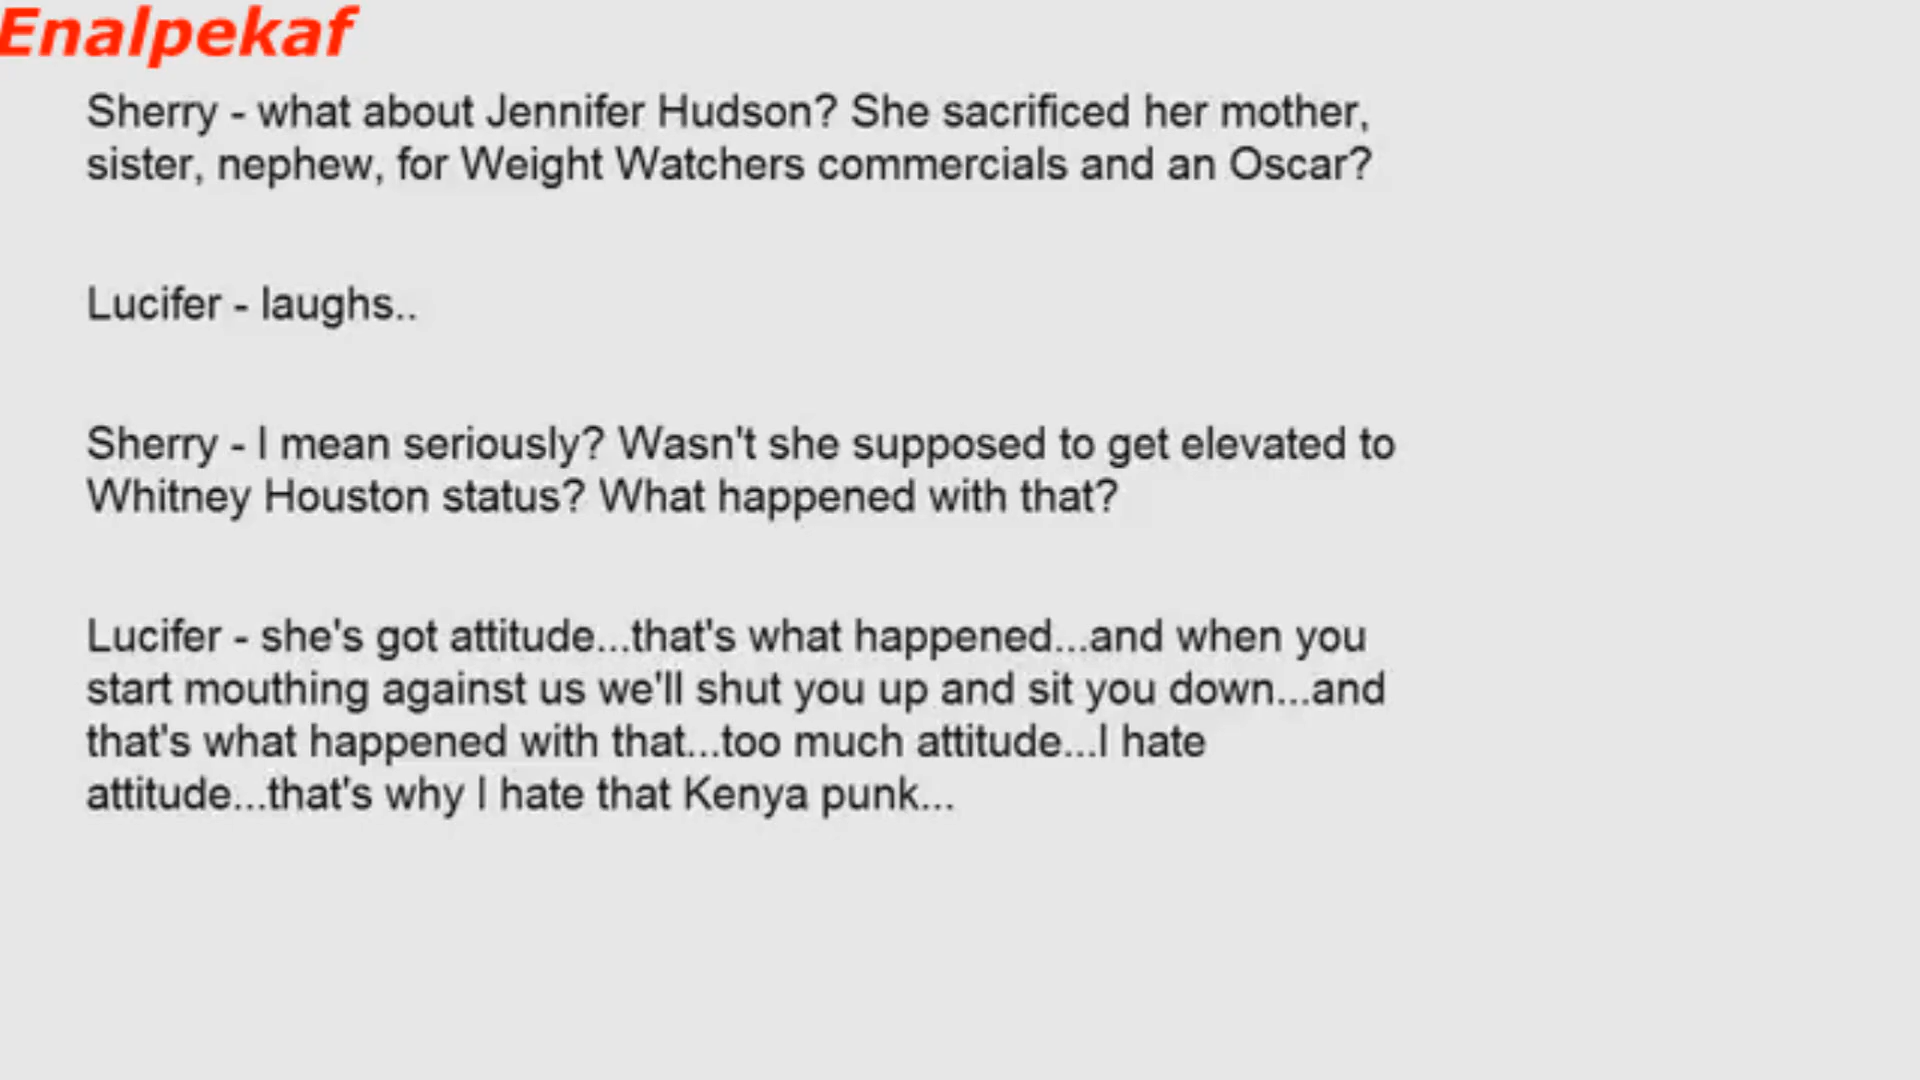 Enalpekaf
Sherry - what about Jennifer Hudson? She sacrificed her mother,
sister, nephew, for Weight Watchers commercials and an Oscar?
Lucifer - laughs..
Sherry - I mean seriously? Wasn't she supposed to get elevated to
Whitney Houston status? What happened with that?
Lucifer - she's got attitude...that's what happened...and when you
start mouthing against us we'll shut you up and sit you down...and
that's what happened with that...too much attitude...I hate
attitude...that's why I hate that Kenya punk...